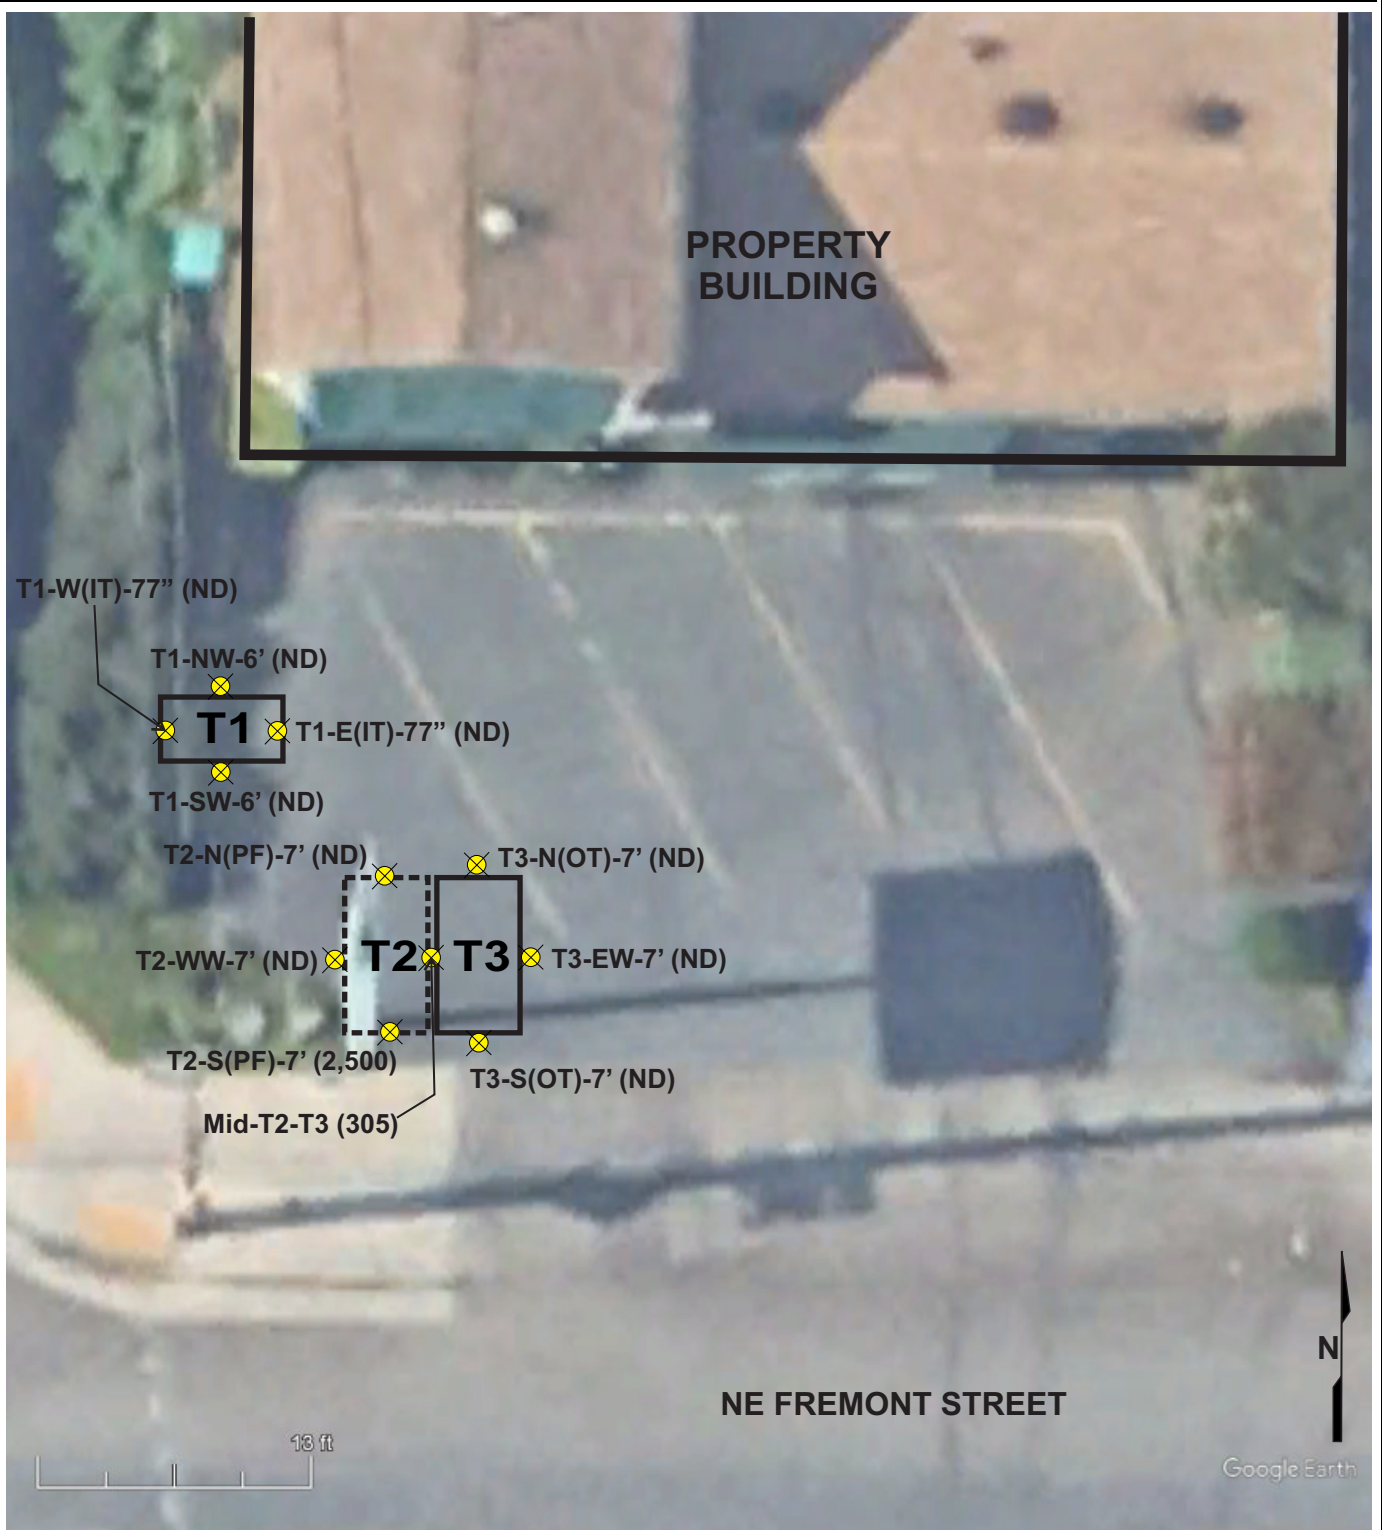 PROPERTY
BUILDING
T1-W(IT)-77” (ND)
T1-NW-6’ (ND)
T1
T1-E(IT)-77” (ND)
T1-SW-6’ (ND)
T2-N(PF)-7’ (ND)
T3-N(OT)-7’ (ND)
T2-WW-7’ (ND)
T2
T3
T3-EW-7’ (ND)
T2-S(PF)-7’ (2,500)
T3-S(OT)-7’ (ND)
Mid-T2-T3 (305)
N
NE FREMONT STREET
13 ft
Google Earth